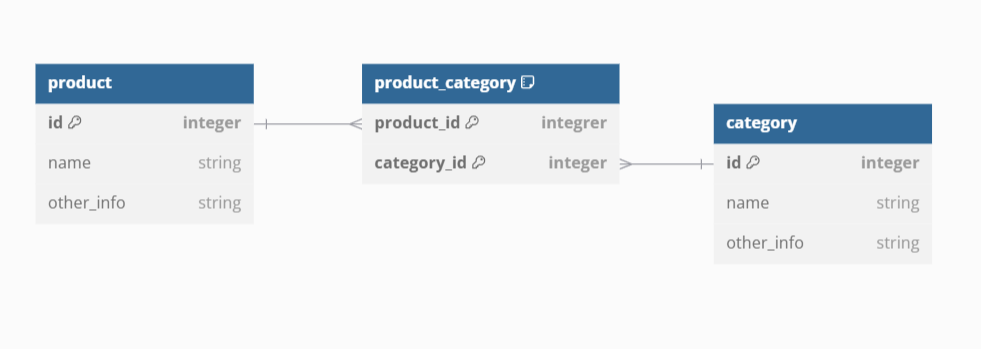 product
id integer
name string
other_info string
product_category
product_id integrer
category_id integer
category
id integer
name string
other_info string